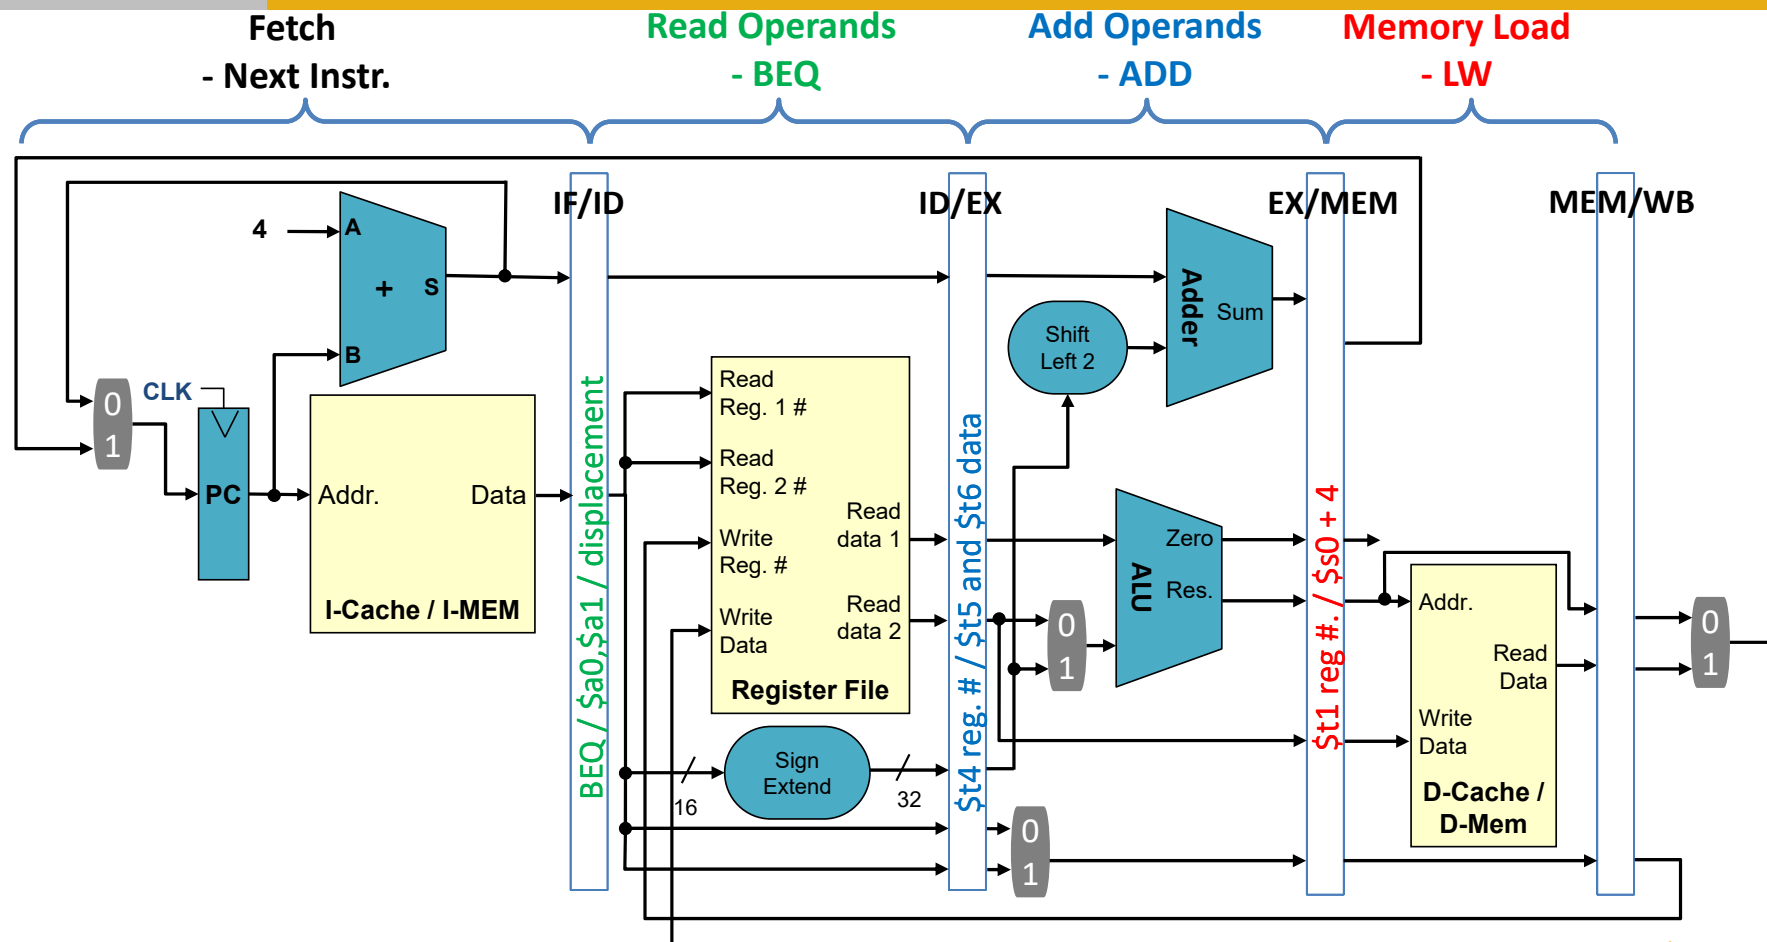 Fetch
- Next Instr.
Read Operands
- BEQ
Add Operands
- ADD
Memory Load
- LW
IF/ID
ID/EX
EX/MEM
MEM/WB
4
A
+
S
B
0
1
CLK
PC
Addr.
Data
I-Cache / I-MEM
BEQ / $a0,$a1 / displacement
Read
Reg. 1 #
Read
Reg. 2 #
Write
Reg. #
Write
Data
Read
data 1
Read
data 2
Register File
16
Sign
Extend
32
$t4 reg. # / $t5 and $t6 data
Shift
Left 2
Adder
Sum
0
1
ALU
Zero
Res.
0
1
$t1 reg #. / $s0 + 4
Addr.
Read
Data
Write
Data
D-Cache /
D-Mem
0
1